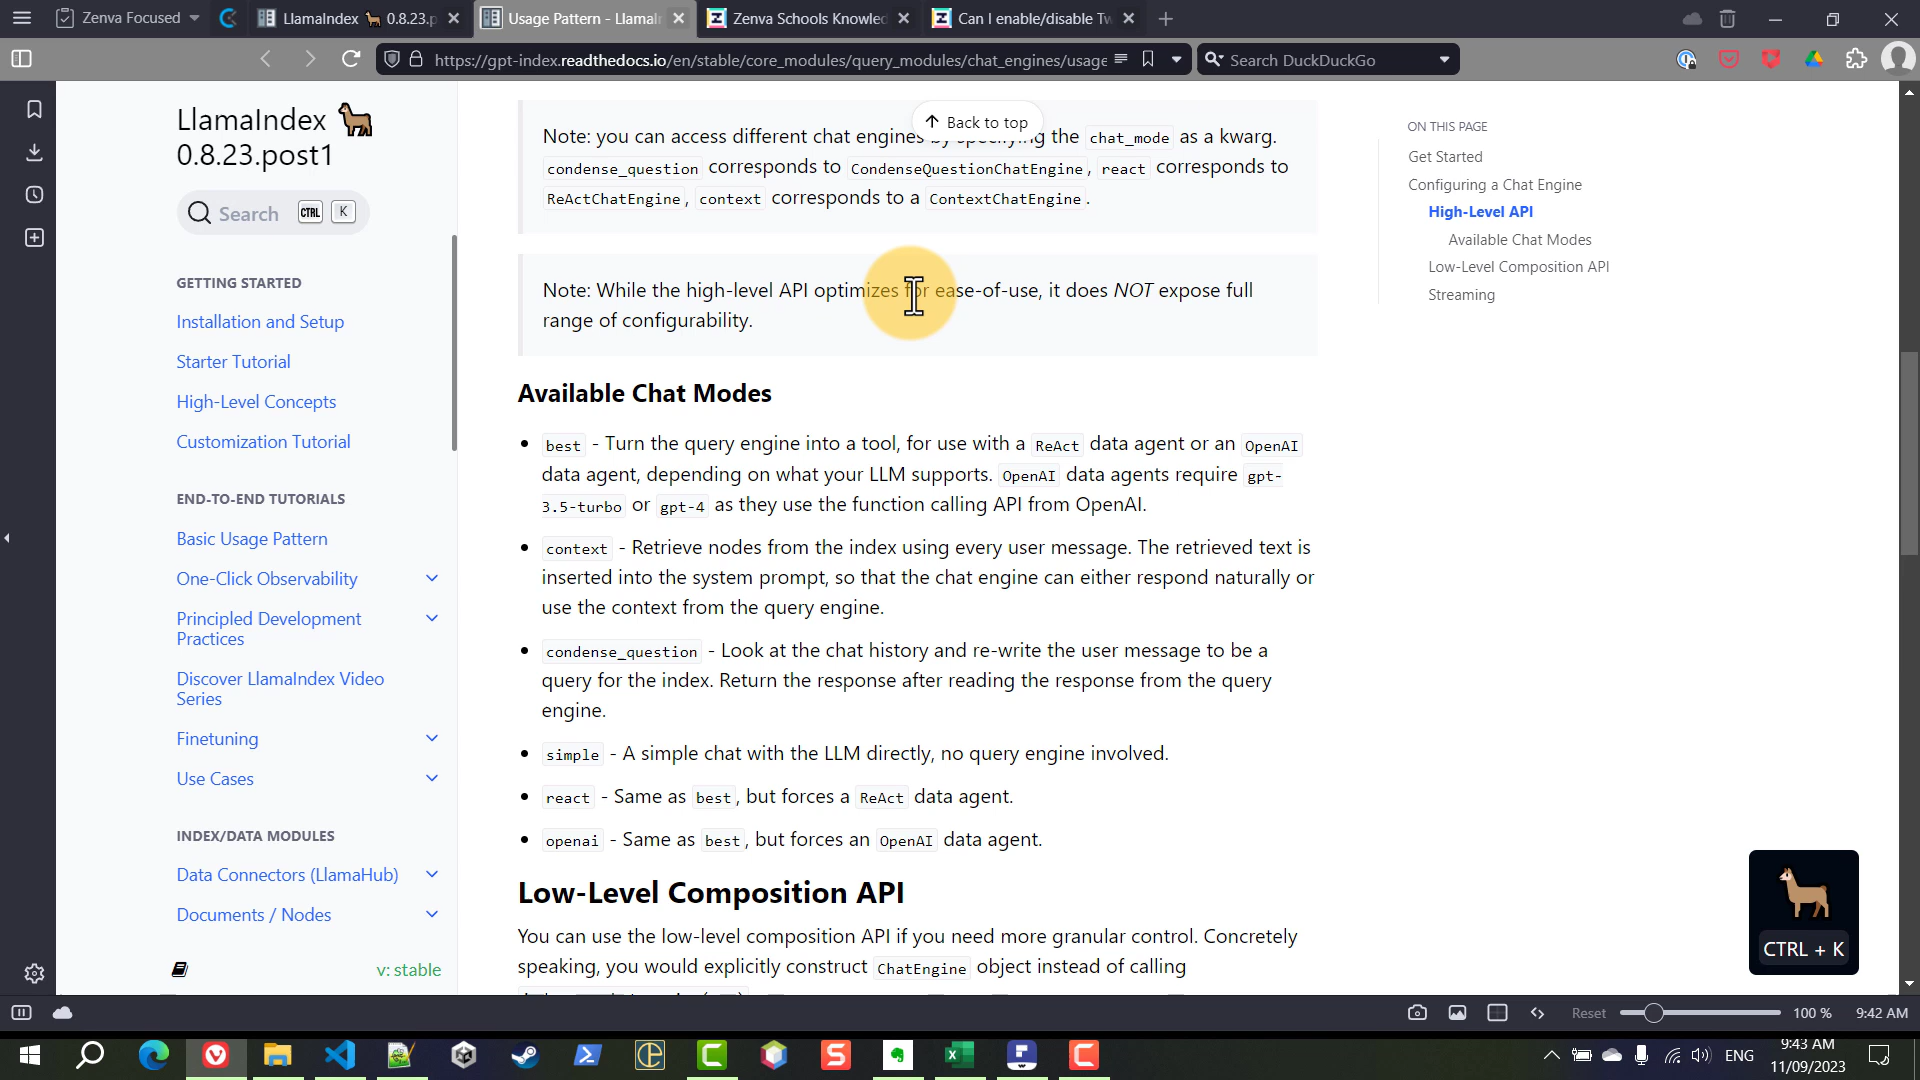 Zenva Focused
LlamaIndex 🦙 0.8.23.p
Usage Pattern - LlamaI
Zenva Schools Knowled
Can I enable/disable Tw
https://gpt-index.readthedocs.io/en/stable/core_modules/query_modules/chat_engines/usage
Search DuckDuckGo
LlamaIndex 🦙
0.8.23.post1
Search CTRL K
GETTING STARTED
Installation and Setup
Starter Tutorial
High-Level Concepts
Customization Tutorial
END-TO-END TUTORIALS
Basic Usage Pattern
One-Click Observability
Principled Development
Practices
Discover LlamaIndex Video
Series
Finetuning
Use Cases
INDEX/DATA MODULES
Data Connectors (LlamaHub)
Documents / Nodes
v: stable
Back to top
Note: you can access different chat engines by specifying the chat_mode as a kwarg.
condense_question corresponds to CondenseQuestionChatEngine, react corresponds to
ReActChatEngine, context corresponds to a ContextChatEngine.
Note: While the high-level API optimizes for ease-of-use, it does NOT expose full
range of configurability.
Available Chat Modes
• best - Turn the query engine into a tool, for use with a ReAct data agent or an OpenAI
data agent, depending on what your LLM supports. OpenAI data agents require gpt-
3.5-turbo or gpt-4 as they use the function calling API from OpenAI.
• context - Retrieve nodes from the index using every user message. The retrieved text is
inserted into the system prompt, so that the chat engine can either respond naturally or
use the context from the query engine.
• condense_question - Look at the chat history and re-write the user message to be a
query for the index. Return the response after reading the response from the query
engine.
• simple - A simple chat with the LLM directly, no query engine involved.
• react - Same as best, but forces a ReAct data agent.
• openai - Same as best, but forces an OpenAI data agent.
Low-Level Composition API
You can use the low-level composition API if you need more granular control. Concretely
speaking, you would explicitly construct ChatEngine object instead of calling
ON THIS PAGE
Get Started
Configuring a Chat Engine
High-Level API
Available Chat Modes
Low-Level Composition API
Streaming
CTRL + K
Reset
100 %
9:42 AM
ENG
9:43 AM
11/09/2023